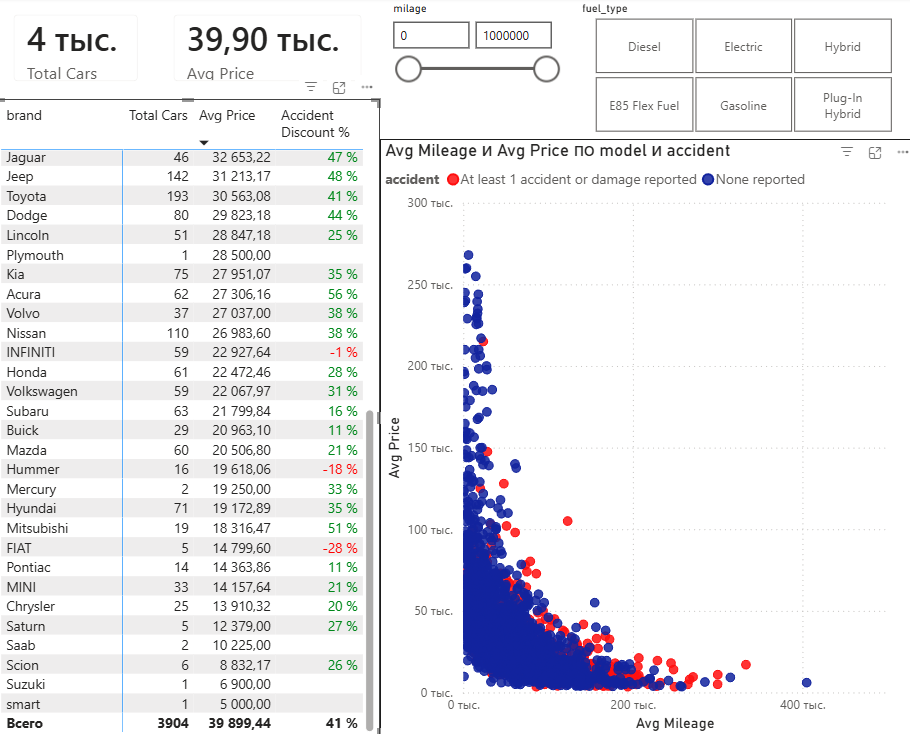 4 тыс.
Total Cars
39,90 тыс.
Avg Price
milage
0
1000000
fuel_type
Diesel
Electric
Hybrid
E85 Flex Fuel
Gasoline
Plug-In
Hybrid
brand Total Cars Avg Price Accident
Discount %
Jaguar 46 32 653,22 47 %
Jeep 142 31 213,17 48 %
Toyota 193 30 563,08 41 %
Dodge 80 29 823,18 44 %
Lincoln 51 28 847,18 25 %
Plymouth 1 28 500,00
Kia 75 27 951,07 35 %
Acura 62 27 306,16 56 %
Volvo 37 27 037,00 38 %
Nissan 110 26 983,60 38 %
INFINITI 59 22 927,64 -1 %
Honda 61 22 472,46 28 %
Volkswagen 59 22 067,97 31 %
Subaru 63 21 799,84 16 %
Buick 29 20 963,10 11 %
Mazda 60 20 506,80 21 %
Hummer 16 19 618,06 -18 %
Mercury 2 19 250,00 33 %
Hyundai 71 19 172,89 35 %
Mitsubishi 19 18 316,47 51 %
FIAT 5 14 799,60 -28 %
Pontiac 14 14 363,86 11 %
MINI 33 14 157,64 21 %
Chrysler 25 13 910,32 20 %
Saturn 5 12 379,00 27 %
Saab 2 10 225,00
Scion 6 8 832,17 26 %
Suzuki 1 6 900,00
smart 1 5 000,00
Всего 3904 39 899,44 41 %
Avg Mileage и Avg Price по model и accident
accident At least 1 accident or damage reported None reported
300 тыс.
250 тыс.
200 тыс.
150 тыс.
100 тыс.
50 тыс.
0 тыс.
Avg Price
0 тыс. 200 тыс. 400 тыс.
Avg Mileage